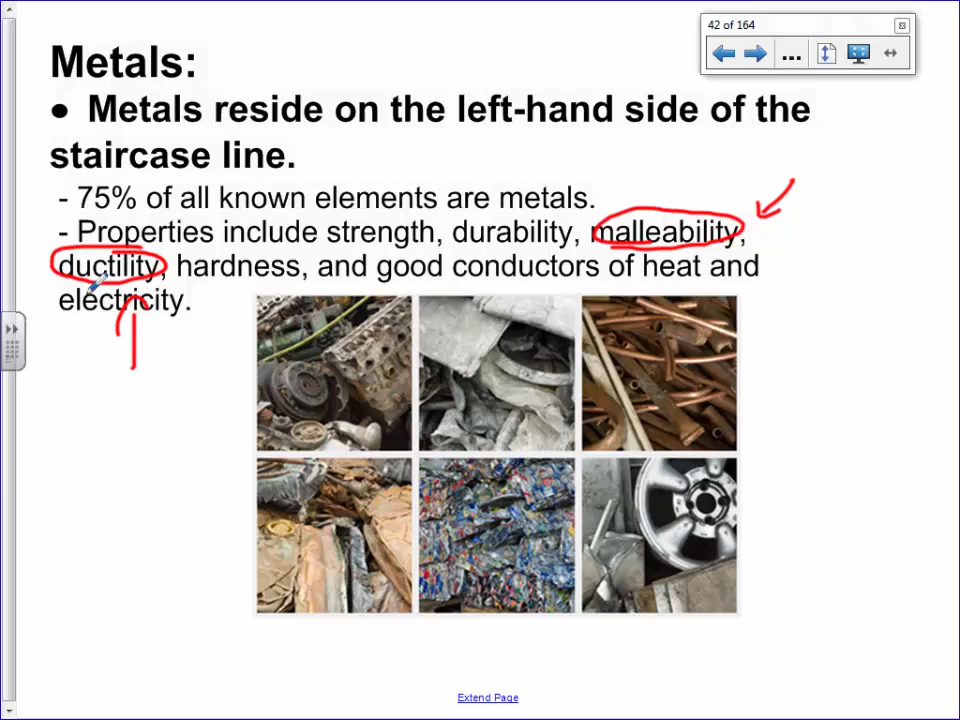 42 of 164
...
Metals:
● Metals reside on the left-hand side of the
staircase line.
- 75% of all known elements are metals.
- Properties include strength, durability, malleability,
ductility, hardness, and good conductors of heat and
electricity.
Extend Page